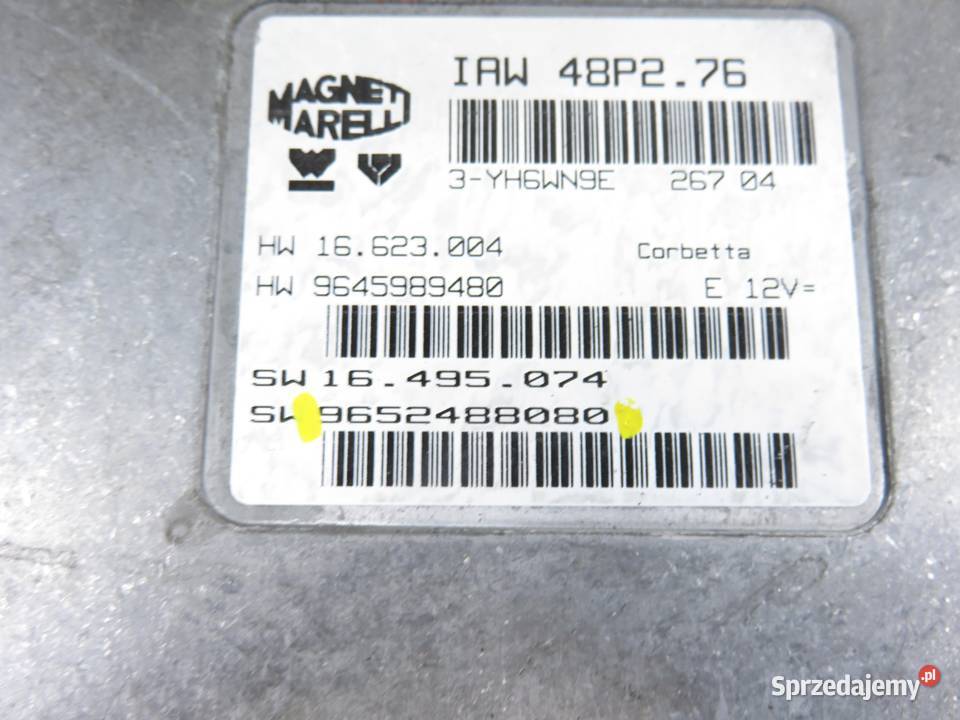 MAGNETI
MARELLI
IAW 48P2.76
3-YH6WN9E 267 04
HW 16.623.004 Corbetta
HW 9645989480 E 12V=
SW 16.495.074
SW 9652488080
Sprzedajemy.pl